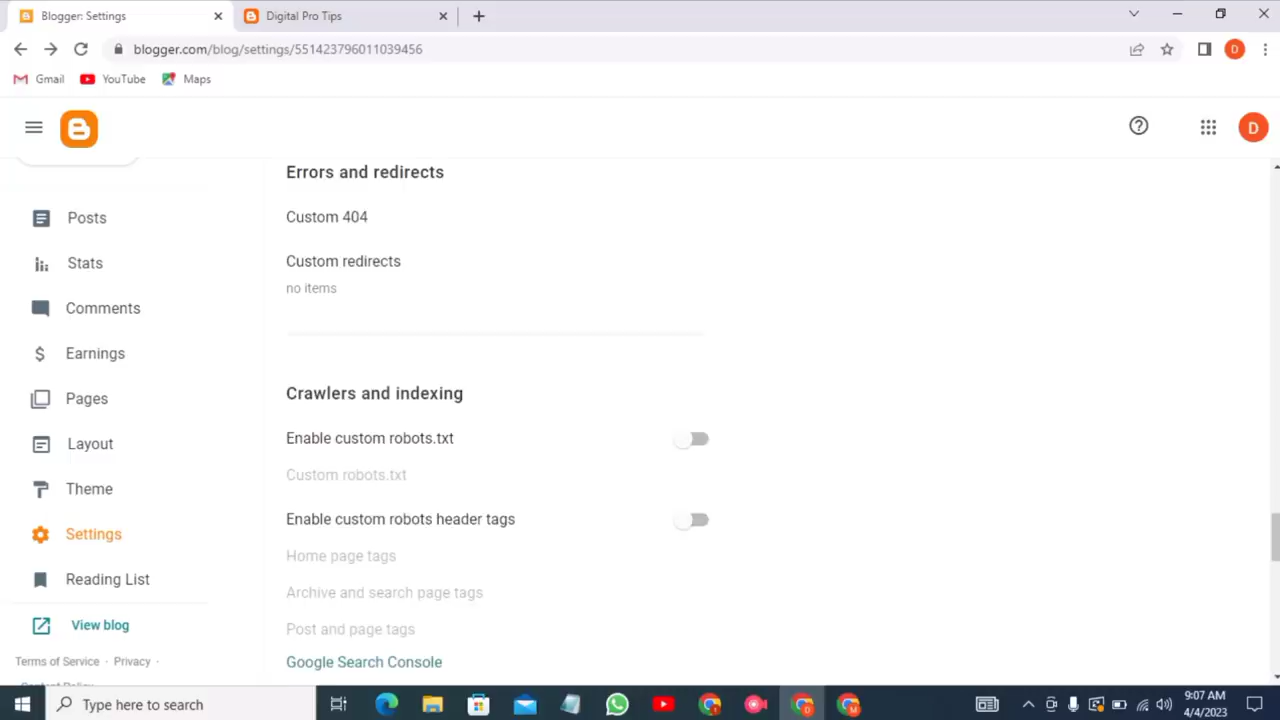 Blogger: Settings
Digital Pro Tips
blogger.com/blog/settings/551423796011039456
D
Gmail
YouTube
Maps
D
Errors and redirects
Custom 404
Custom redirects
no items
Crawlers and indexing
Enable custom robots.txt
Custom robots.txt
Enable custom robots header tags
Home page tags
Archive and search page tags
Post and page tags
Google Search Console
Posts
Stats
Comments
Earnings
Pages
Layout
Theme
Settings
Reading List
View blog
Terms of Service · Privacy ·
Content Policy
Type here to search
9:07 AM
4/4/2023